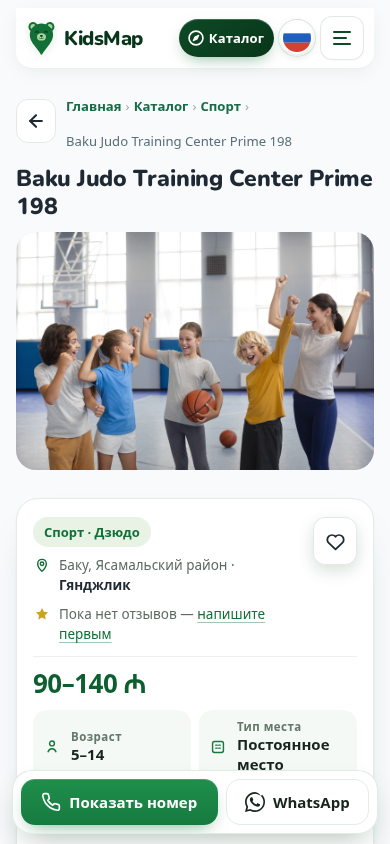 KidsMap
Каталог
Главная › Каталог › Спорт ›
Baku Judo Training Center Prime 198
Baku Judo Training Center Prime
198
Спорт · Дзюдо
Баку, Ясамальский район ·
Гянджлик
Пока нет отзывов — напишите
первым
90–140 ₼
Возраст
5–14
Тип места
Постоянное
место
Показать номер
WhatsApp